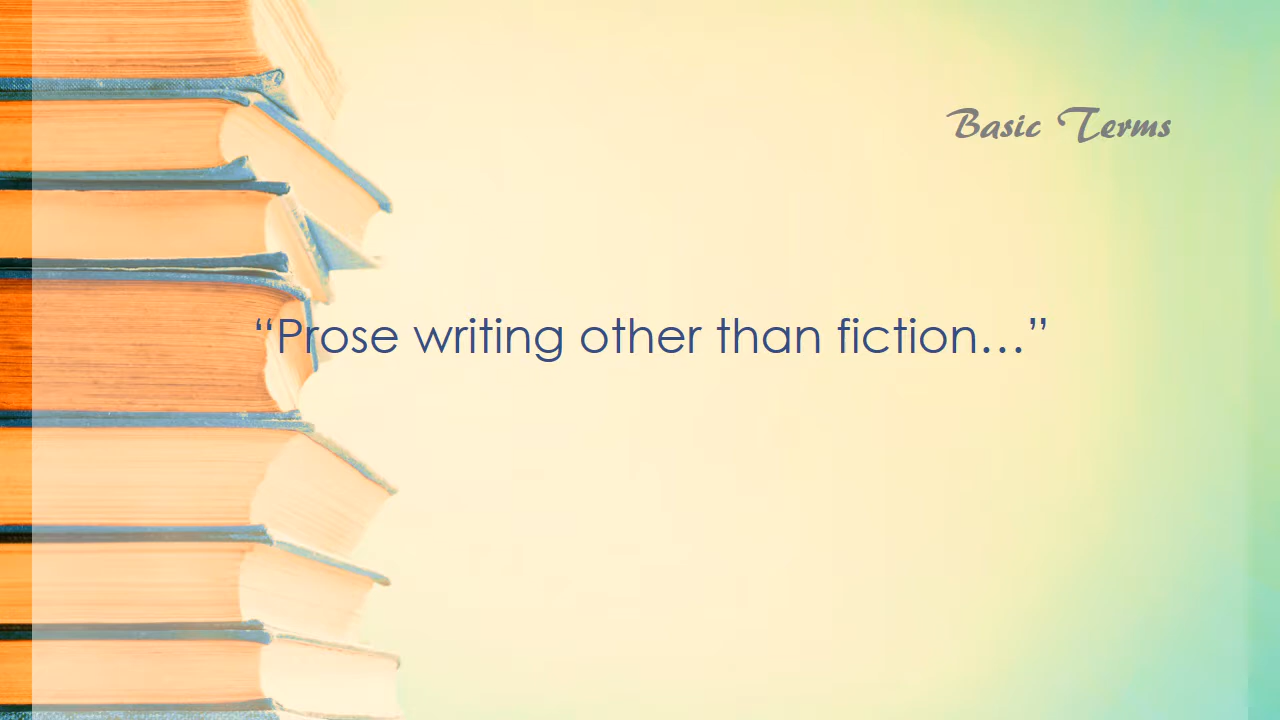 Basic Terms
“Prose writing other than fiction…”